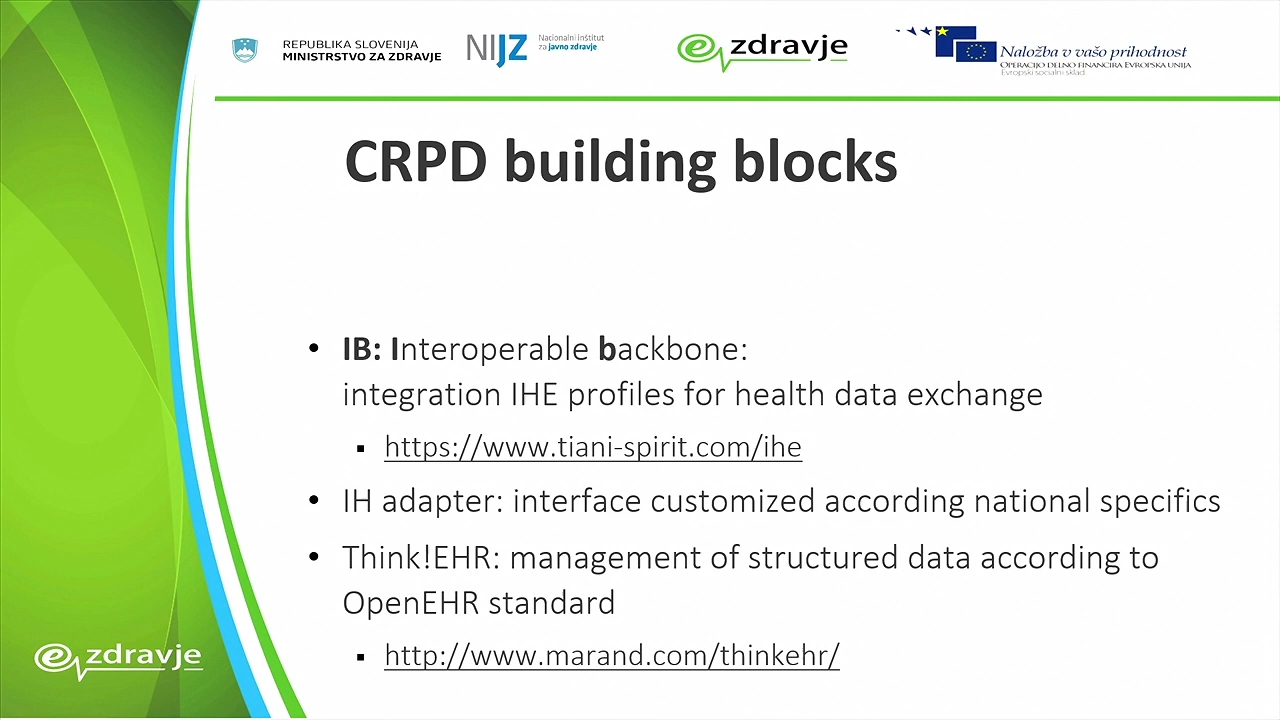 REPUBLIKA SLOVENIJA
MINISTRSTVO ZA ZDRAVJE
NIJZ
Nacionalni inštitut
za javno zdravje
e zdravje
Naložba v vašo prihodnost
OPERACIJO DELNO FINANCIRA EVROPSKA UNIJA
Evropski socialni sklad
CRPD building blocks
• IB: Interoperable backbone:
integration IHE profiles for health data exchange
▪ https://www.tiani-spirit.com/ihe
• IH adapter: interface customized according national specifics
• Think!EHR: management of structured data according to
OpenEHR standard
▪ http://www.marand.com/thinkehr/
e zdravje